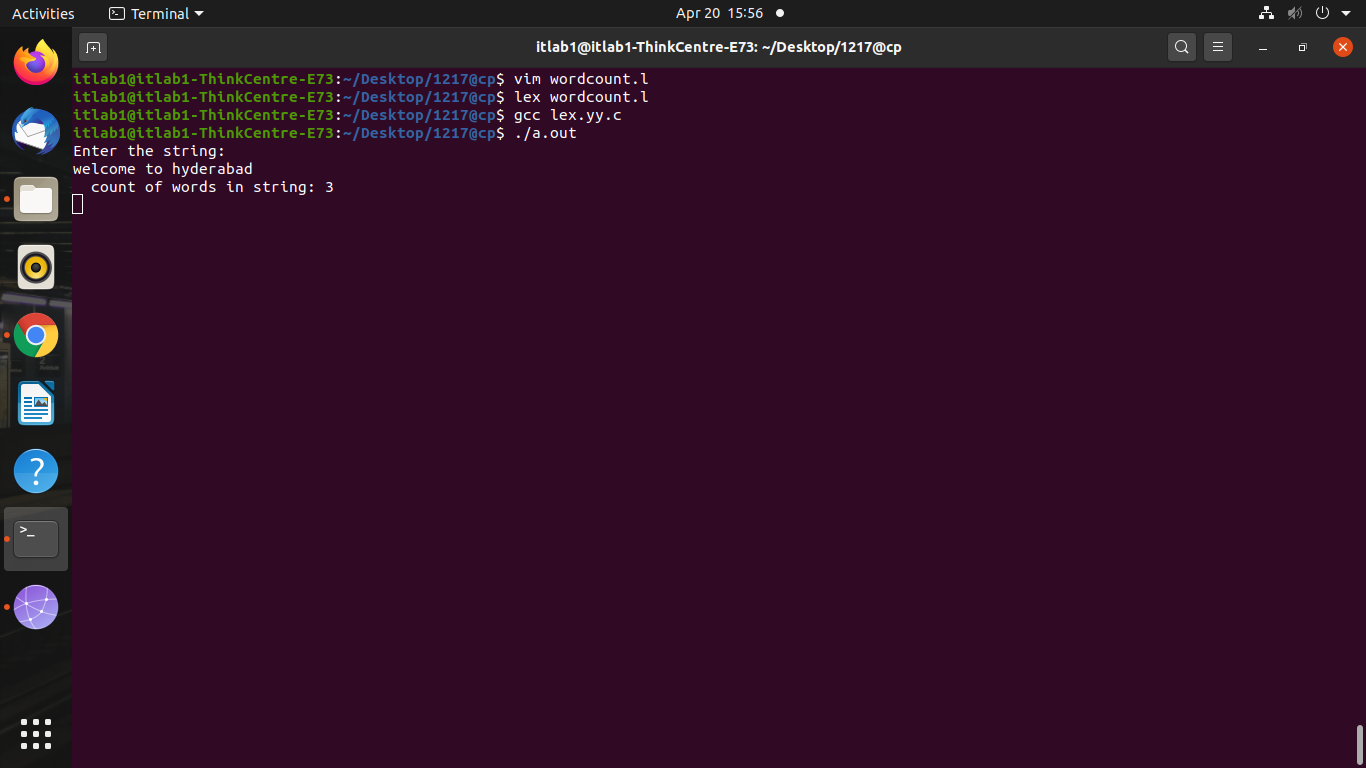 Activities Terminal Apr 20 15:56
itlab1@itlab1-ThinkCentre-E73: ~/Desktop/1217@cp
itlab1@itlab1-ThinkCentre-E73:~/Desktop/1217@cp$ vim wordcount.l
itlab1@itlab1-ThinkCentre-E73:~/Desktop/1217@cp$ lex wordcount.l
itlab1@itlab1-ThinkCentre-E73:~/Desktop/1217@cp$ gcc lex.yy.c
itlab1@itlab1-ThinkCentre-E73:~/Desktop/1217@cp$ ./a.out
Enter the string:
welcome to hyderabad
  count of words in string: 3